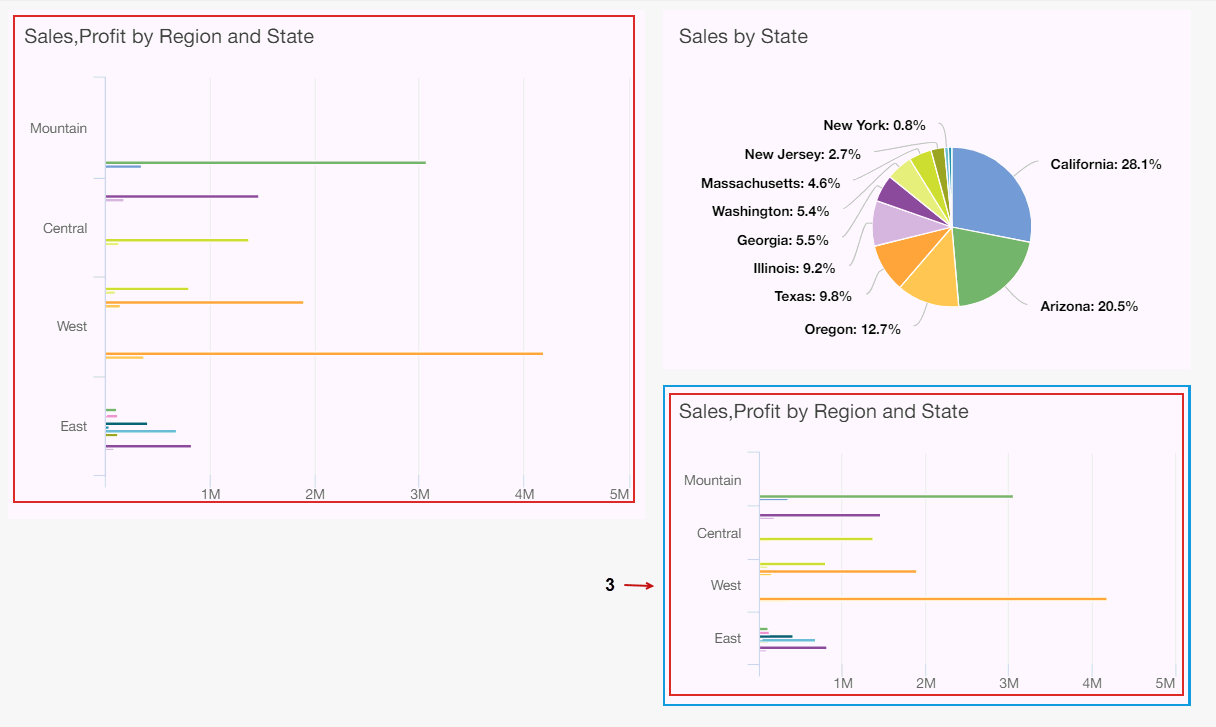 Sales,Profit by Region and State
Mountain
Central
West
East
1M 2M 3M 4M 5M
Sales by State
New York: 0.8%
New Jersey: 2.7%
Massachusetts: 4.6%
Washington: 5.4%
Georgia: 5.5%
Illinois: 9.2%
Texas: 9.8%
Oregon: 12.7%
California: 28.1%
Arizona: 20.5%
3
Sales,Profit by Region and State
Mountain
Central
West
East
1M 2M 3M 4M 5M